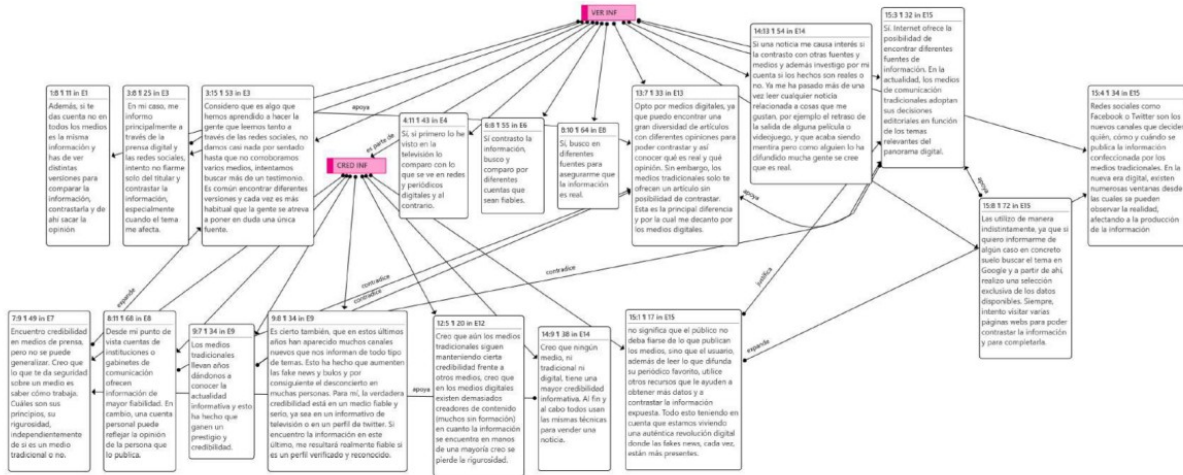 VER INF
15:3 ¶ 32 in E15
Sí. Internet ofrece la
posibilidad de
encontrar diferentes
fuentes de
información. En la
actualidad, los medios
de comunicación
tradicionales adoptan
sus decisiones
editoriales en función
de los temas
relevantes del
panorama digital.
14:13 ¶ 54 in E14
Si una noticia me causa interés si
la contrasto con otras fuentes y
medios y además investigo por mi
cuenta si los hechos son reales o
no. Ya me ha pasado más de una
vez leer cualquier noticia
relacionada a cosas que me
gustan, por ejemplo el retraso de
la salida de alguna película o
videojuego, y que acaba siendo
mentira pero como alguien lo ha
difundido mucha gente se cree
que es real.
1:8 ¶ 11 in E1
Además, si te
das cuenta no en
todos los medios
es la misma
información y
has de ver
distintas
versiones para
comparar la
información,
contrastarla y de
ahí sacar la
opinión
3:8 ¶ 25 in E3
En mi caso, me
informo
principalmente a
través de la
prensa digital y
las redes sociales,
intento no fiarme
solo del titular y
contrastar la
información,
especialmente
cuando el tema
me afecta.
3:15 ¶ 53 in E3
Considero que es algo que
hemos aprendido a hacer la
gente que leemos tanto a
través de las redes sociales, no
damos casi nada por sentado
hasta que no corroboramos
varios medios, intentamos
buscar más de un testimonio.
Es común encontrar diferentes
versiones y cada vez es más
habitual que la gente se atreva
a poner en duda una única
fuente.
apoya
es parte de
CREO INF
4:11 ¶ 43 in E4
Si, si primero lo he
visto en la
televisión lo
comparo con lo
que se ve en redes
y periódicos
digitales y al
contrario.
6:8 ¶ 55 in E6
Sí contrasto la
información,
busco y
comparo por
diferentes
cuentas que
sean fiables.
8:10 ¶ 64 in E8
Sí, busco en
diferentes
fuentes para
asegurarme que
la información
es real.
13:7 ¶ 33 in E13
Opto por medios digitales, ya
que puedo encontrar una
gran diversidad de artículos
con diferentes opiniones para
poder contrastar y así
conocer qué es real y qué
opinión. Sin embargo, los
medios tradicionales solo te
ofrecen un artículo sin
posibilidad de contrastar.
Esta es la principal diferencia
y por la cual me decanto por
los medios digitales.
15:4 ¶ 34 in E15
Redes sociales como
Facebook o Twitter son los
nuevos canales que deciden
quién, cómo y cuándo se
publica la información
confeccionada por los
medios tradicionales. En la
nueva era digital, existen
numerosas ventanas desde
las cuales se pueden
observar la realidad,
afectando a la producción
de la información
apoya
apoya
15:8 ¶ 72 in E15
Las utilizo de manera
indistintamente, ya que si
quiero informarme de
algún caso en concreto
suelo buscar el tema en
Google y a partir de ahí,
realizo una selección
exclusiva de los datos
disponibles. Siempre,
intento visitar varias
páginas webs para poder
contrastar la información
y para completarla.
expande
contradice
contradice
contradice
justifica
expande
apoya
7:9 ¶ 49 in E7
Encuentro credibilidad
en medios de prensa,
pero no se puede
generalizar. Creo que
lo que te da seguridad
sobre un medio es
saber cómo trabaja.
Cuáles son sus
principios, su
rigurosidad,
independientemente
de si es un medio
tradicional o no.
8:11 ¶ 68 in E8
Desde mi punto de
vista cuentas de
instituciones o
gabinetes de
comunicación
ofrecen
información de
mayor fiabilidad. En
cambio, una cuenta
personal puede
reflejar la opinión
de la persona que
lo publica.
9:7 ¶ 34 in E9
Los medios
tradicionales
llevan años
dándonos a
conocer la
actualidad
informativa y esto
ha hecho que
ganen un
prestigio y
credibilidad.
9:8 ¶ 34 in E9
Es cierto también, que en estos últimos
años han aparecido muchos canales
nuevos que nos informan de todo tipo
de temas. Esto ha hecho que aumenten
las fake news y bulos y por
consiguiente el desconcierto en
muchas personas. Para mí, la verdadera
credibilidad está en un medio fiable y
serio, ya sea en un informativo de
televisión o en un perfil de twitter. Si
encuentro la información en este
último, me resultará realmente fiable si
es un perfil verificado y reconocido.
12:5 ¶ 20 in E12
Creo que aún los medios
tradicionales siguen
manteniendo cierta
credibilidad frente a
otros medios, creo que
en los medios digitales
existen demasiados
creadores de contenido
(muchos sin formación)
en cuanto la información
se encuentra en manos
de una mayoría creo se
pierde la rigurosidad.
14:9 ¶ 38 in E14
Creo que ningún
medio, ni
tradicional ni
digital, tiene una
mayor credibilidad
informativa. Al fin y
al cabo todos usan
las mismas técnicas
para vender una
noticia.
15:1 ¶ 17 in E15
no significa que el público no
deba fiarse de lo que publican
los medios, sino que el usuario,
además de leer lo que difunda
su periódico favorito, utilice
otros recursos que le ayuden a
obtener más datos y a
contrastar la información
expuesta. Todo esto teniendo en
cuenta que estamos viviendo
una auténtica revolución digital
donde las fakes news, cada vez,
están más presentes.